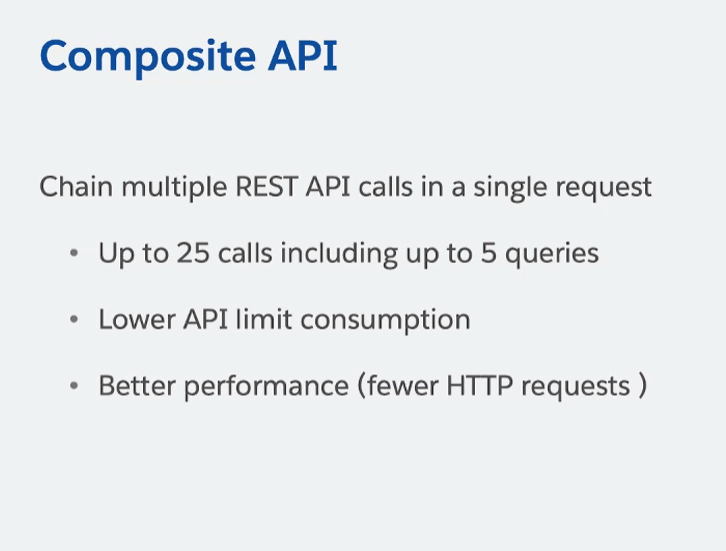 Composite API
Chain multiple REST API calls in a single request
• Up to 25 calls including up to 5 queries
• Lower API limit consumption
• Better performance (fewer HTTP requests )